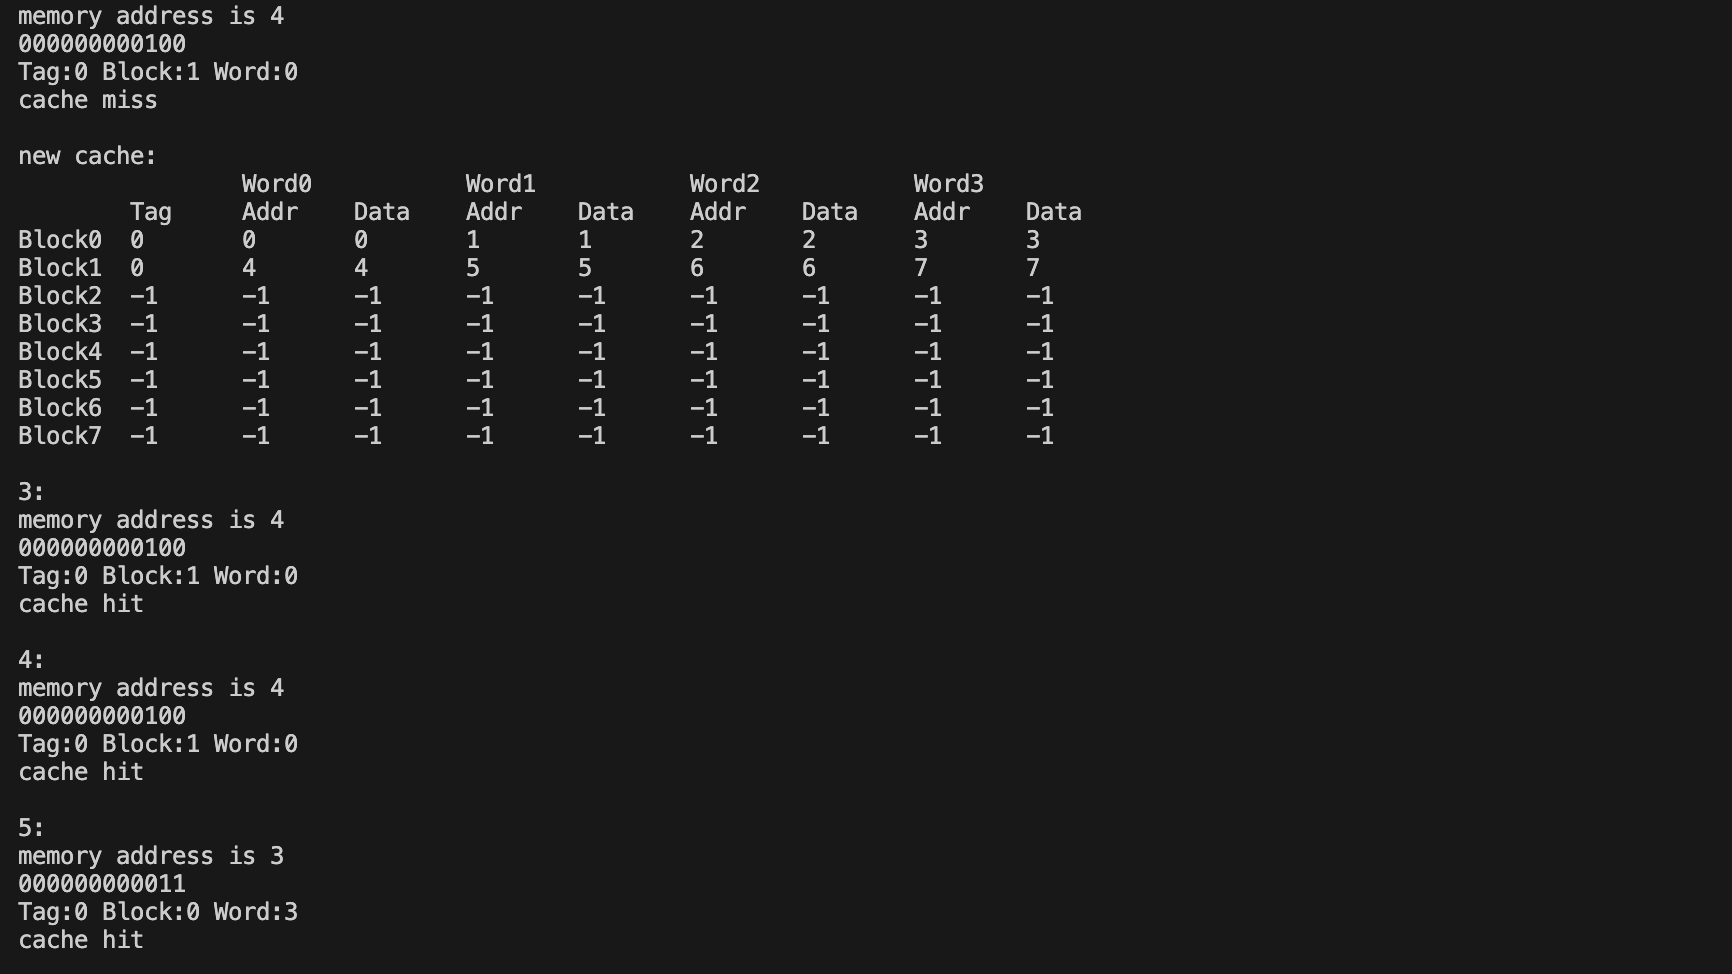 memory address is 4
000000000100
Tag:0 Block:1 Word:0
cache miss
new cache:
Word0 Word1 Word2 Word3
Tag Addr Data Addr Data Addr Data Addr Data
Block0 0 0 0 1 1 2 2 3 3
Block1 0 4 4 5 5 6 6 7 7
Block2 -1 -1 -1 -1 -1 -1 -1 -1 -1
Block3 -1 -1 -1 -1 -1 -1 -1 -1 -1
Block4 -1 -1 -1 -1 -1 -1 -1 -1 -1
Block5 -1 -1 -1 -1 -1 -1 -1 -1 -1
Block6 -1 -1 -1 -1 -1 -1 -1 -1 -1
Block7 -1 -1 -1 -1 -1 -1 -1 -1 -1
3:
memory address is 4
000000000100
Tag:0 Block:1 Word:0
cache hit
4:
memory address is 4
000000000100
Tag:0 Block:1 Word:0
cache hit
5:
memory address is 3
000000000011
Tag:0 Block:0 Word:3
cache hit